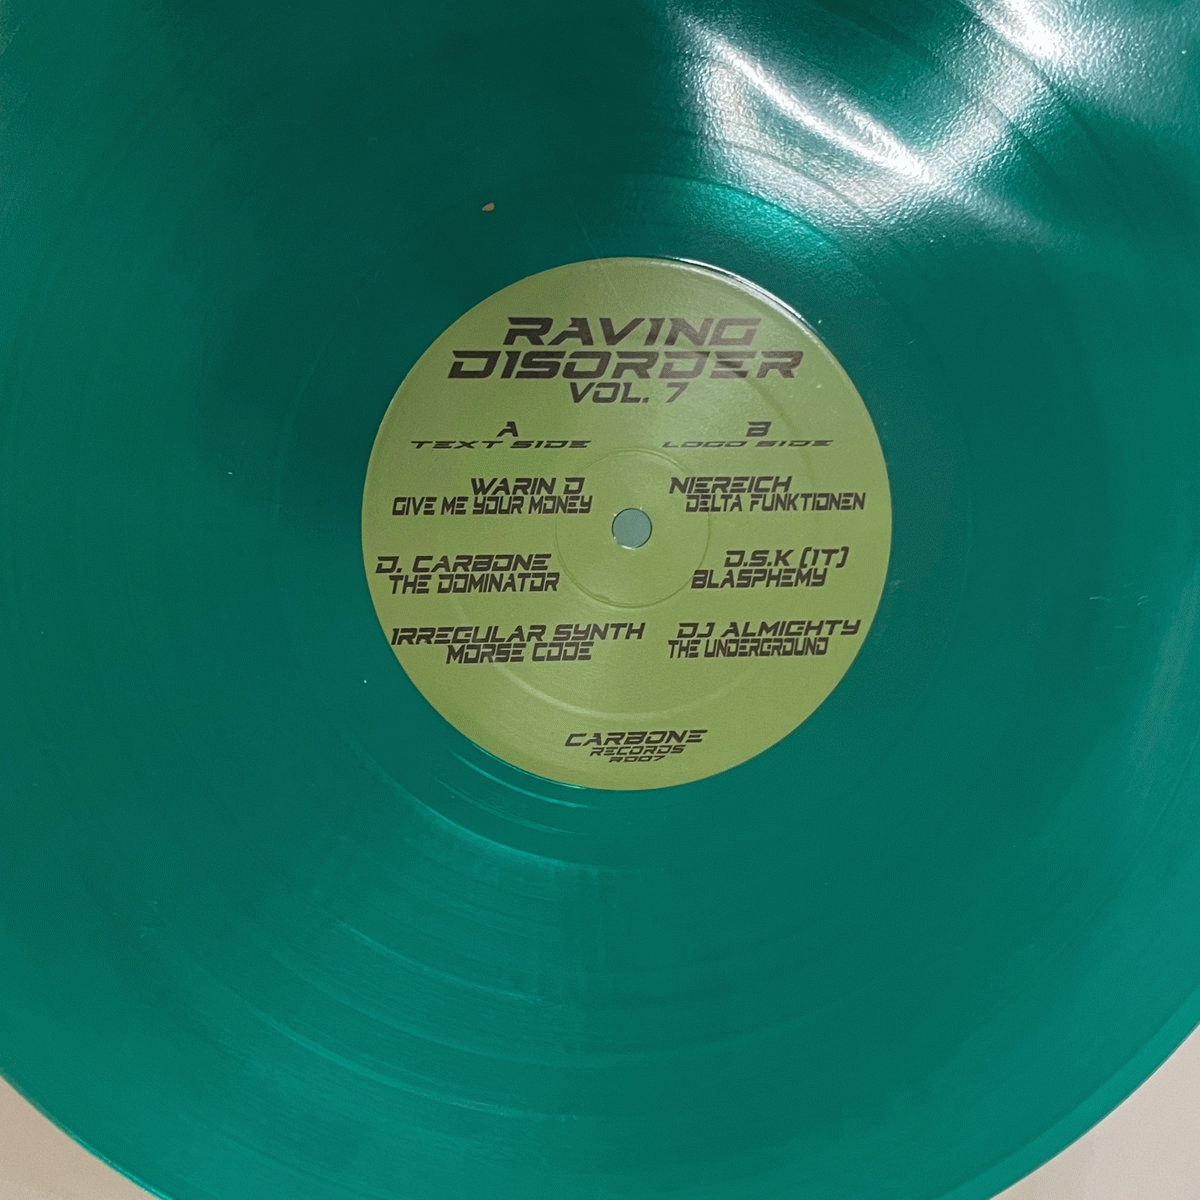 RAVING
DISORDER
VOL. 7
A
TEXT SIDE
WARIN D
GIVE ME YOUR MONEY
D. CARBONE
THE DOMINATOR
IRREGULAR SYNTH
MORSE CODE
B
LOGO SIDE
NIEREICH
DELTA FUNKTIONEN
D.S.K (IT)
BLASPHEMY
DJ ALMIGHTY
THE UNDERGROUND
CARBONE
RECORDS
RD007